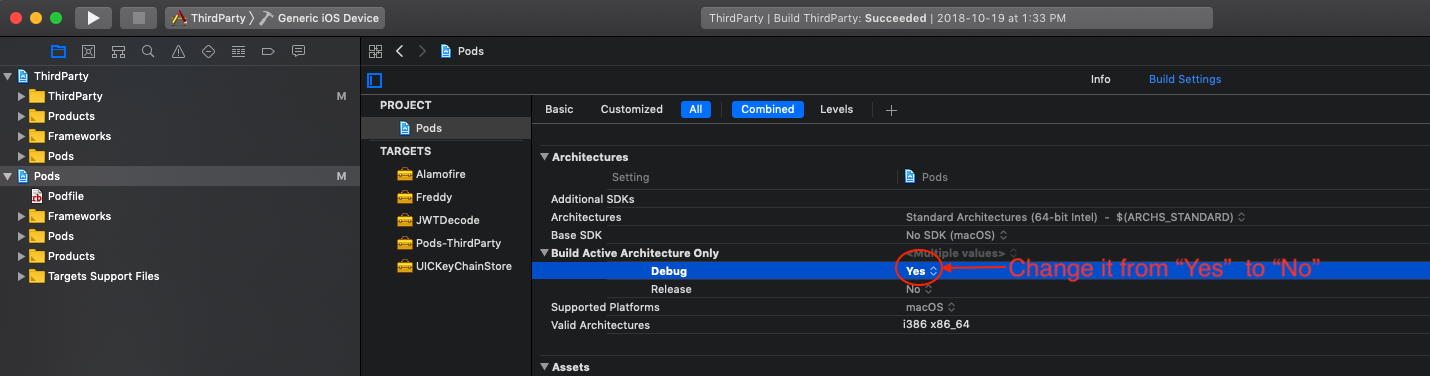 ThirdParty Generic iOS Device
ThirdParty | Build ThirdParty: Succeeded | 2018-10-19 at 1:33 PM
ThirdParty
ThirdParty M
Products
Frameworks
Pods
Pods M
Podfile
Frameworks
Pods
Products
Targets Support Files
Pods
Info Build Settings
PROJECT
Pods
TARGETS
Alamofire
Freddy
JWTDecode
Pods-ThirdParty
UICKeyChainStore
Basic Customized All Combined Levels +
Architectures
Setting Pods
Additional SDKs
Architectures Standard Architectures (64-bit Intel) - $(ARCHS_STANDARD)
Base SDK No SDK (macOS)
Build Active Architecture Only <Multiple values>
Debug Yes Change it from “Yes” to “No”
Release No
Supported Platforms macOS
Valid Architectures i386 x86_64
Assets